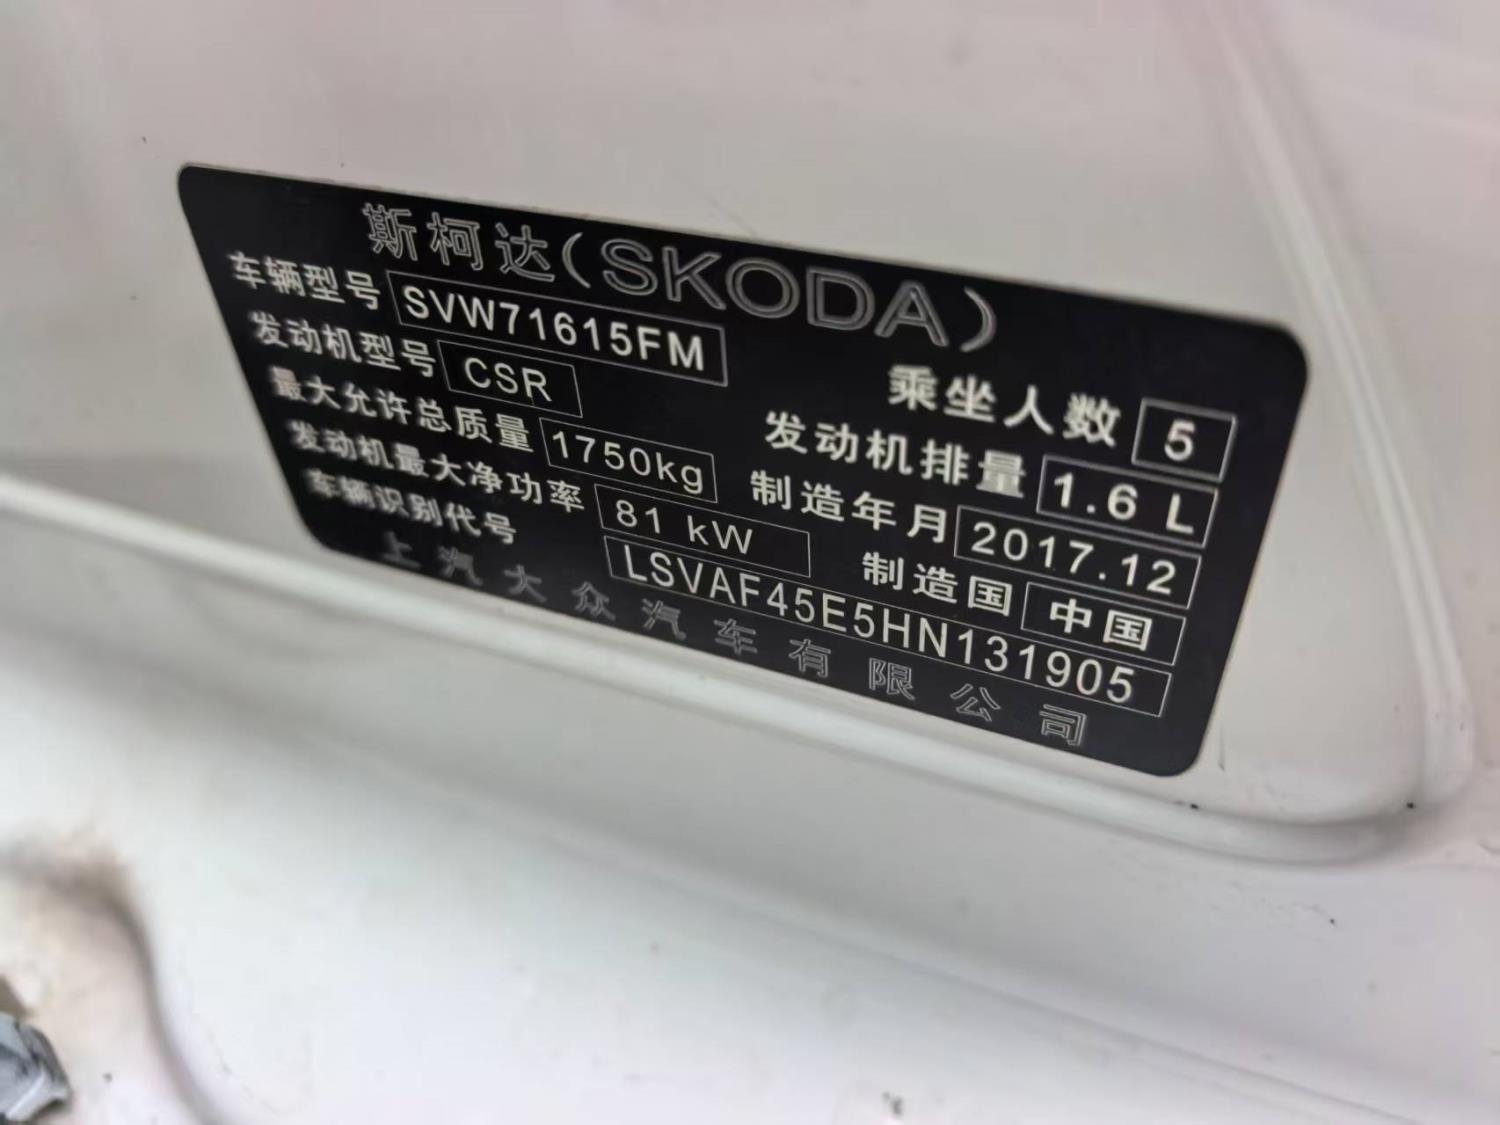 斯柯达(SKODA)
车辆型号 SVW71615FM 乘坐人数 5
发动机型号 CSR 发动机排量 1.6 L
最大允许总质量 1750kg 制造年月 2017.12
发动机最大净功率 81 kW 制造国 中国
车辆识别代号 LSVAF45E5HN131905
上汽大众汽车有限公司